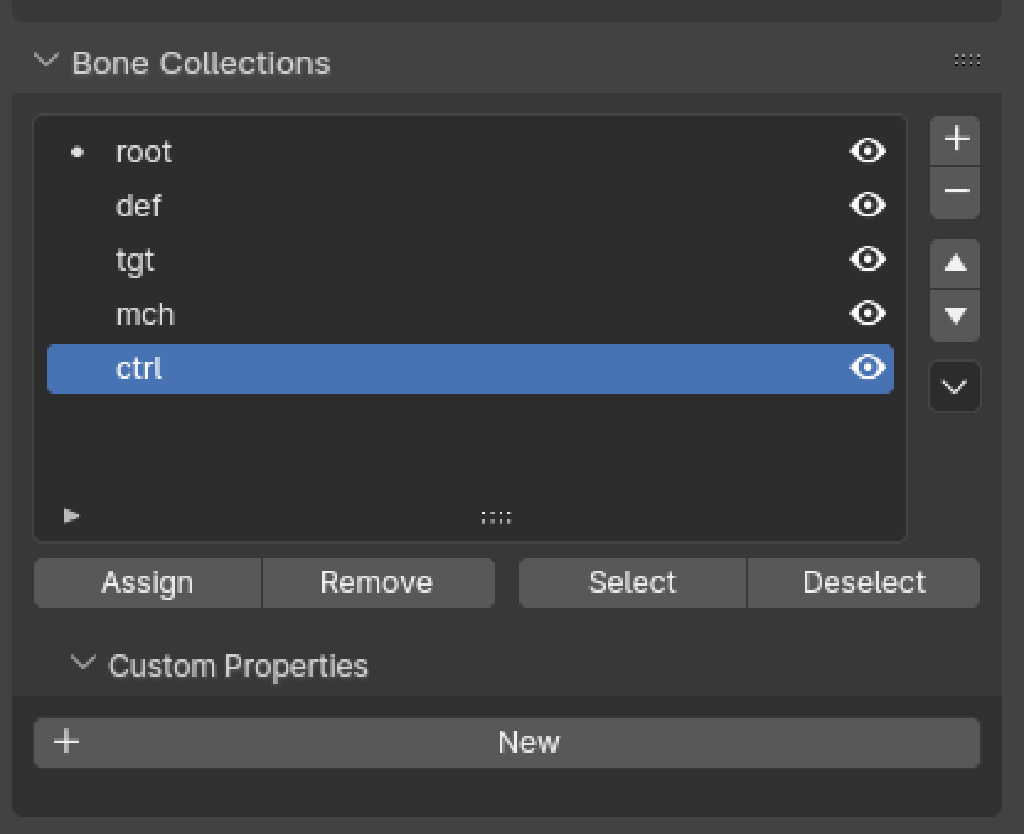 Bone Collections
root
def
tgt
mch
ctrl
Assign Remove Select Deselect
Custom Properties
New